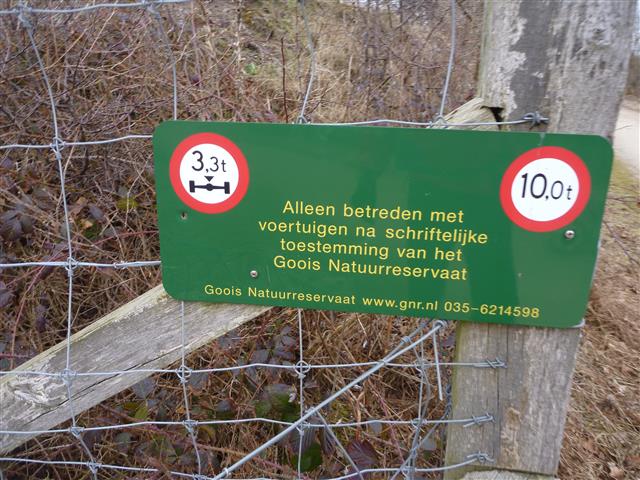 3,3t
10,0t
Alleen betreden met
voertuigen na schriftelijke
toestemming van het
Goois Natuurreservaat
Goois Natuurreservaat www.gnr.nl 035-6214598